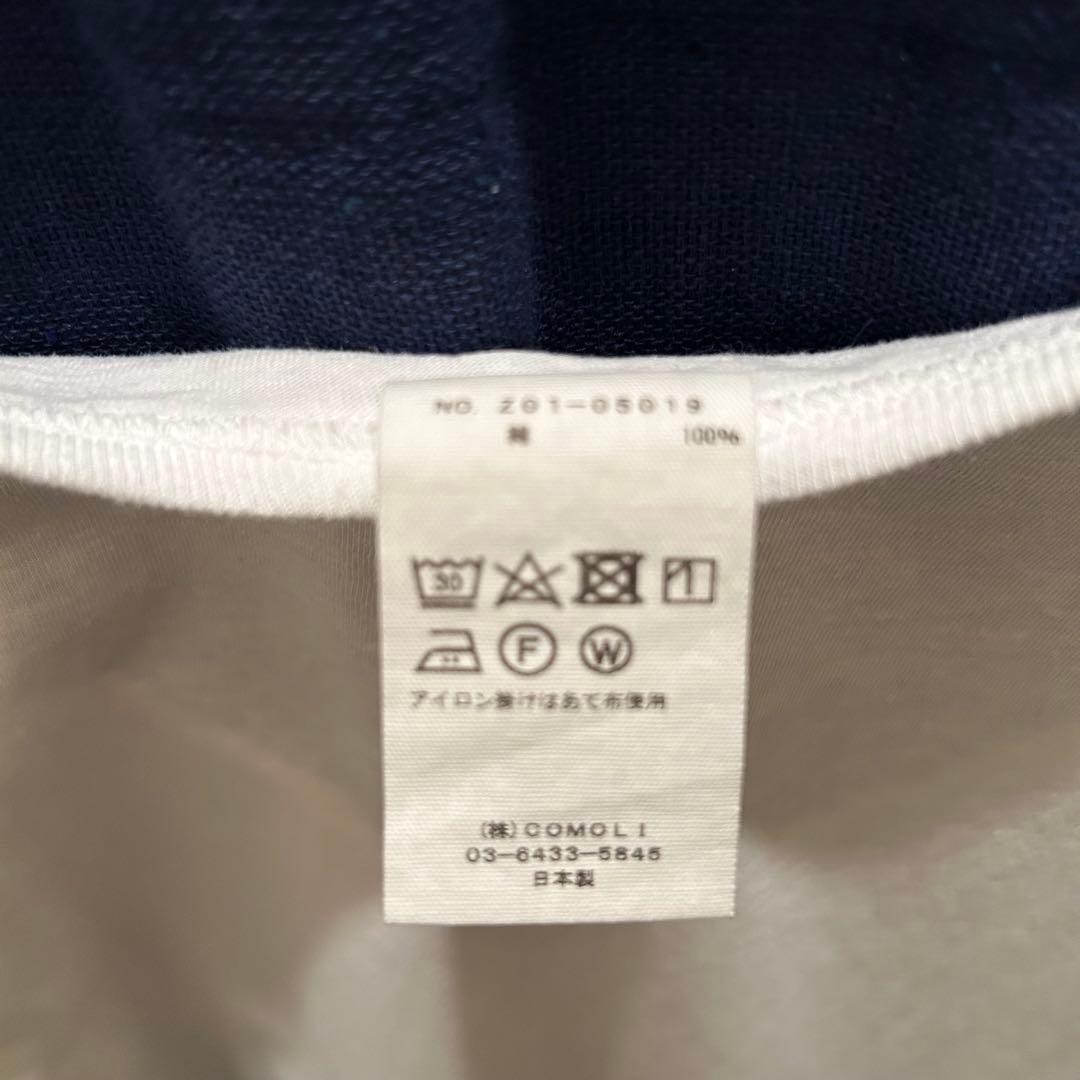 NO. Z01-05019
綿 100%
30
F W
アイロン掛けはあて布使用
(株)COMOLI
03-6433-5845
日本製